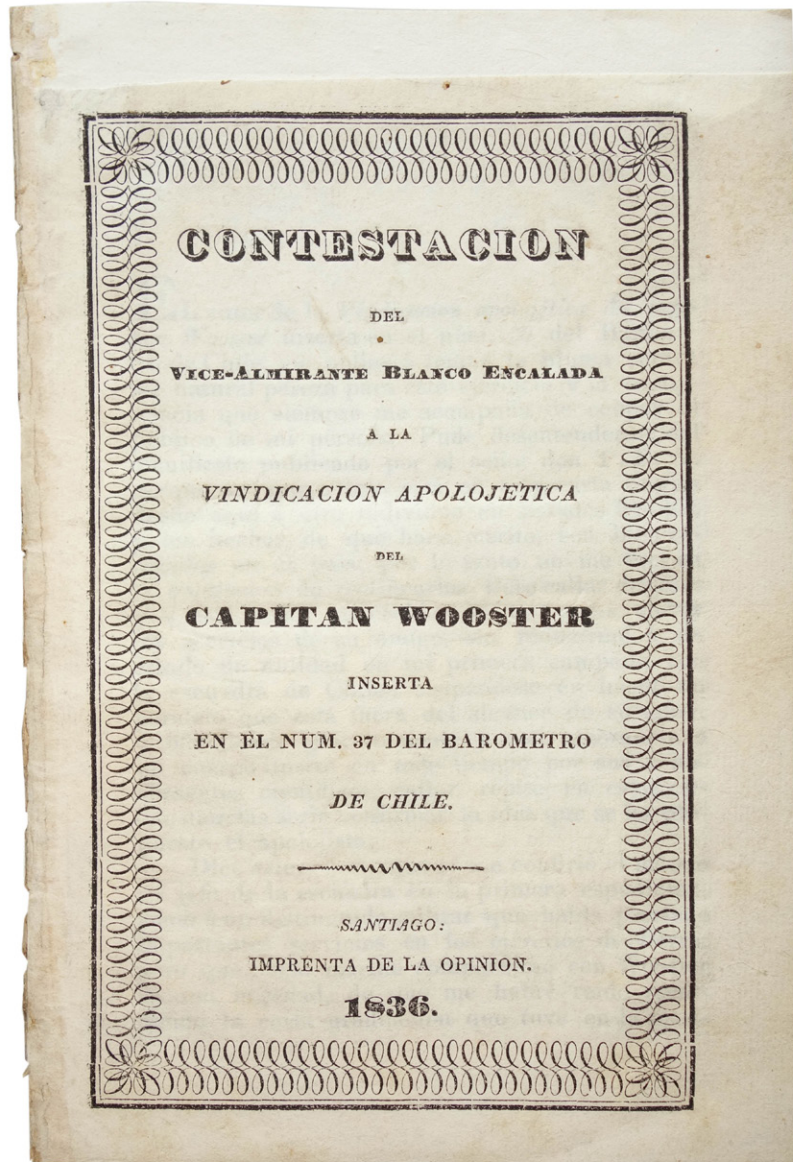 CONTESTACION
DEL
VICE-ALMIRANTE BLANCO ENCALADA
A LA
VINDICACION APOLOJETICA
DEL
CAPITAN WOOSTER
INSERTA
EN EL NUM. 37 DEL BAROMETRO
DE CHILE.
SANTIAGO:
IMPRENTA DE LA OPINION.
1836.